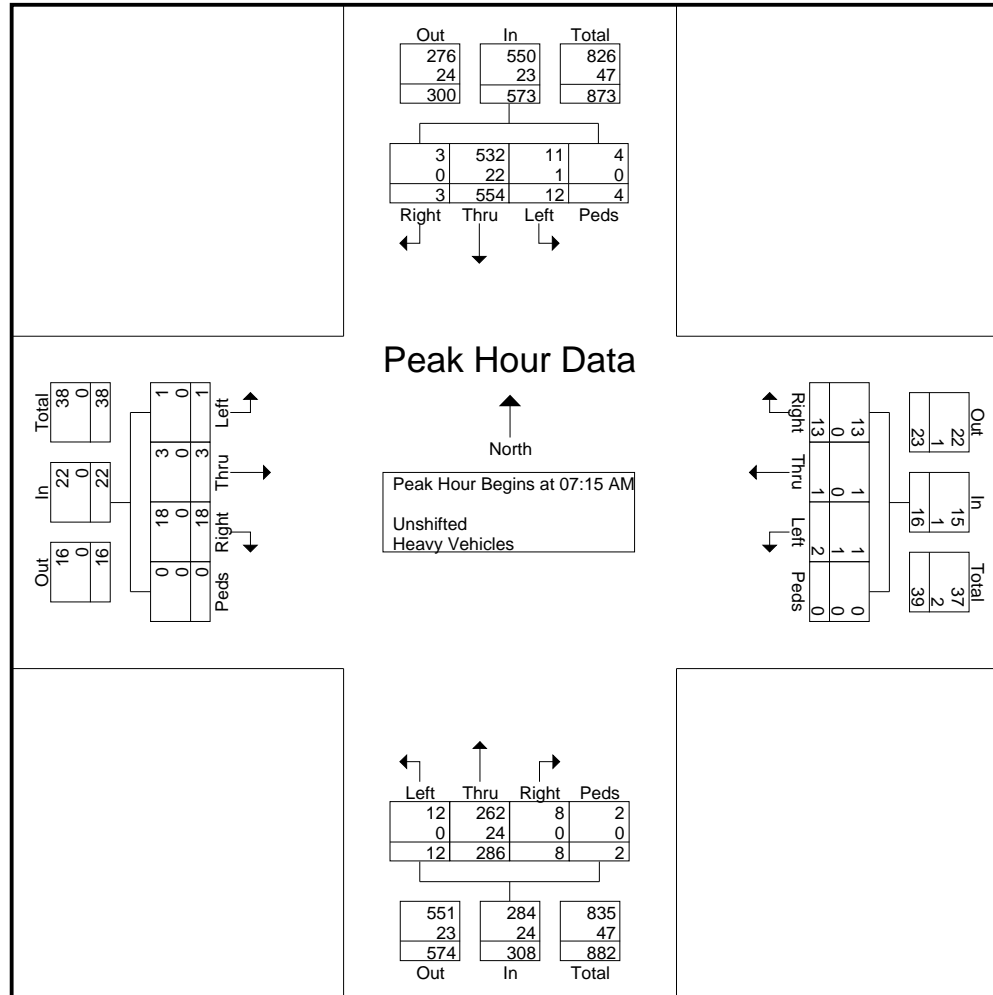 Out In Total
276 550 826
24 23 47
300 573 873
3 532 11 4
0 22 1 0
3 554 12 4
Right Thru Left Peds
Peak Hour Data
North
Peak Hour Begins at 07:15 AM
Unshifted
Heavy Vehicles
Total
38
0
38
In
22
0
22
Out
16
0
16
1 3 18 0
0 0 0 0
1 3 18 0
Left Thru Right Peds
Right Thru Left Peds
13 1 2 0
0 0 1 0
13 1 1 0
Out
22
1
23
In
15
1
16
Total
37
2
39
Left Thru Right Peds
12 262 8 2
0 24 0 0
12 286 8 2
551 284 835
23 24 47
574 308 882
Out In Total